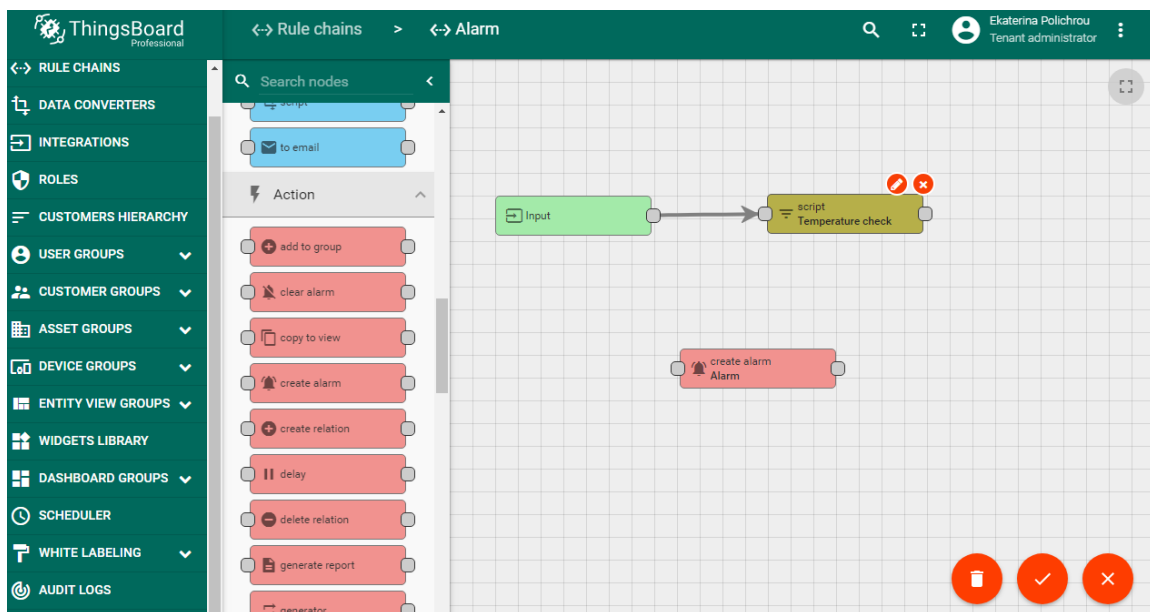 ThingsBoard
Professional
Rule chains > Alarm
Ekaterina Polichrou
Tenant administrator
RULE CHAINS
DATA CONVERTERS
INTEGRATIONS
ROLES
CUSTOMERS HIERARCHY
USER GROUPS
CUSTOMER GROUPS
ASSET GROUPS
DEVICE GROUPS
ENTITY VIEW GROUPS
WIDGETS LIBRARY
DASHBOARD GROUPS
SCHEDULER
WHITE LABELING
AUDIT LOGS
Search nodes
script
to email
Action
add to group
clear alarm
copy to view
create alarm
create relation
delay
delete relation
generate report
generator
Input
script
Temperature check
create alarm
Alarm